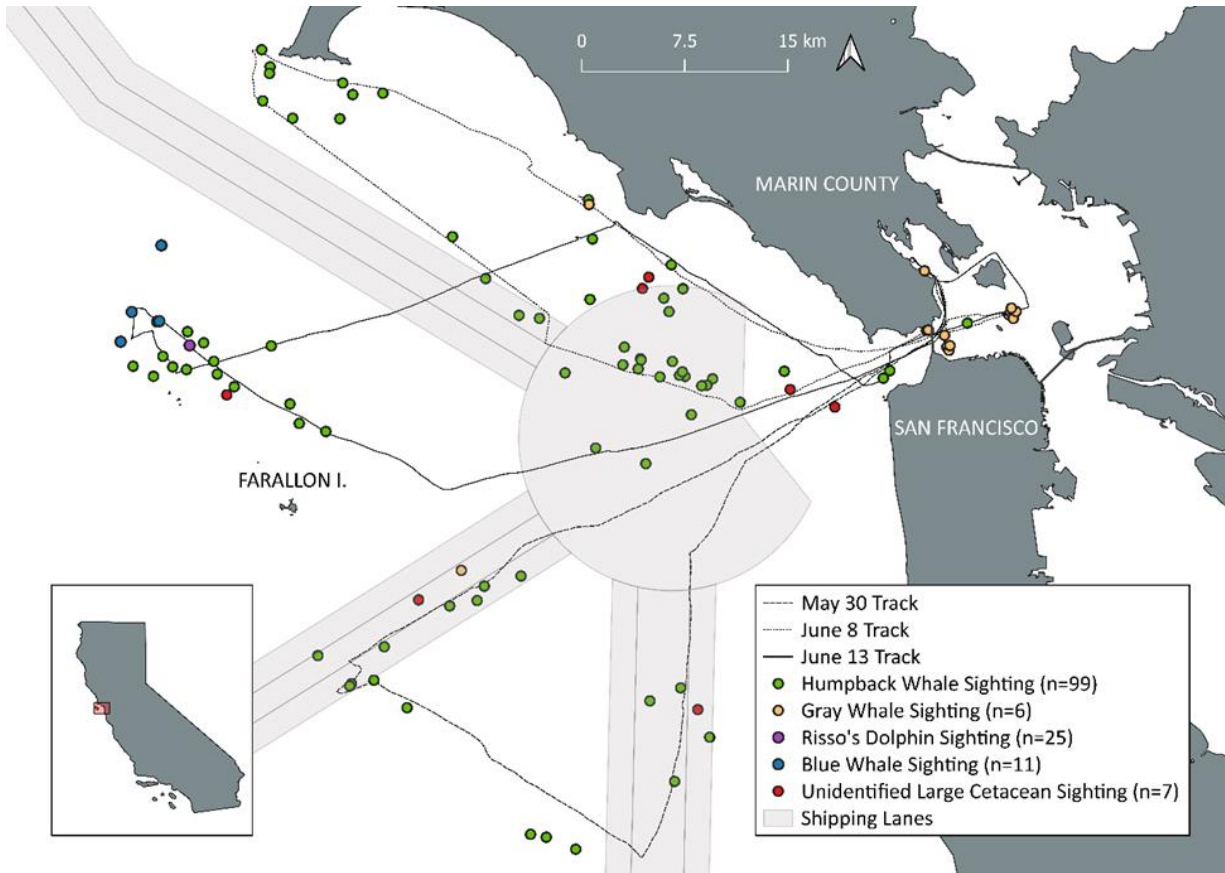 0 7.5 15 km
MARIN COUNTY
SAN FRANCISCO
FARALLON I.
May 30 Track
June 8 Track
June 13 Track
Humpback Whale Sighting (n=99)
Gray Whale Sighting (n=6)
Risso's Dolphin Sighting (n=25)
Blue Whale Sighting (n=11)
Unidentified Large Cetacean Sighting (n=7)
Shipping Lanes